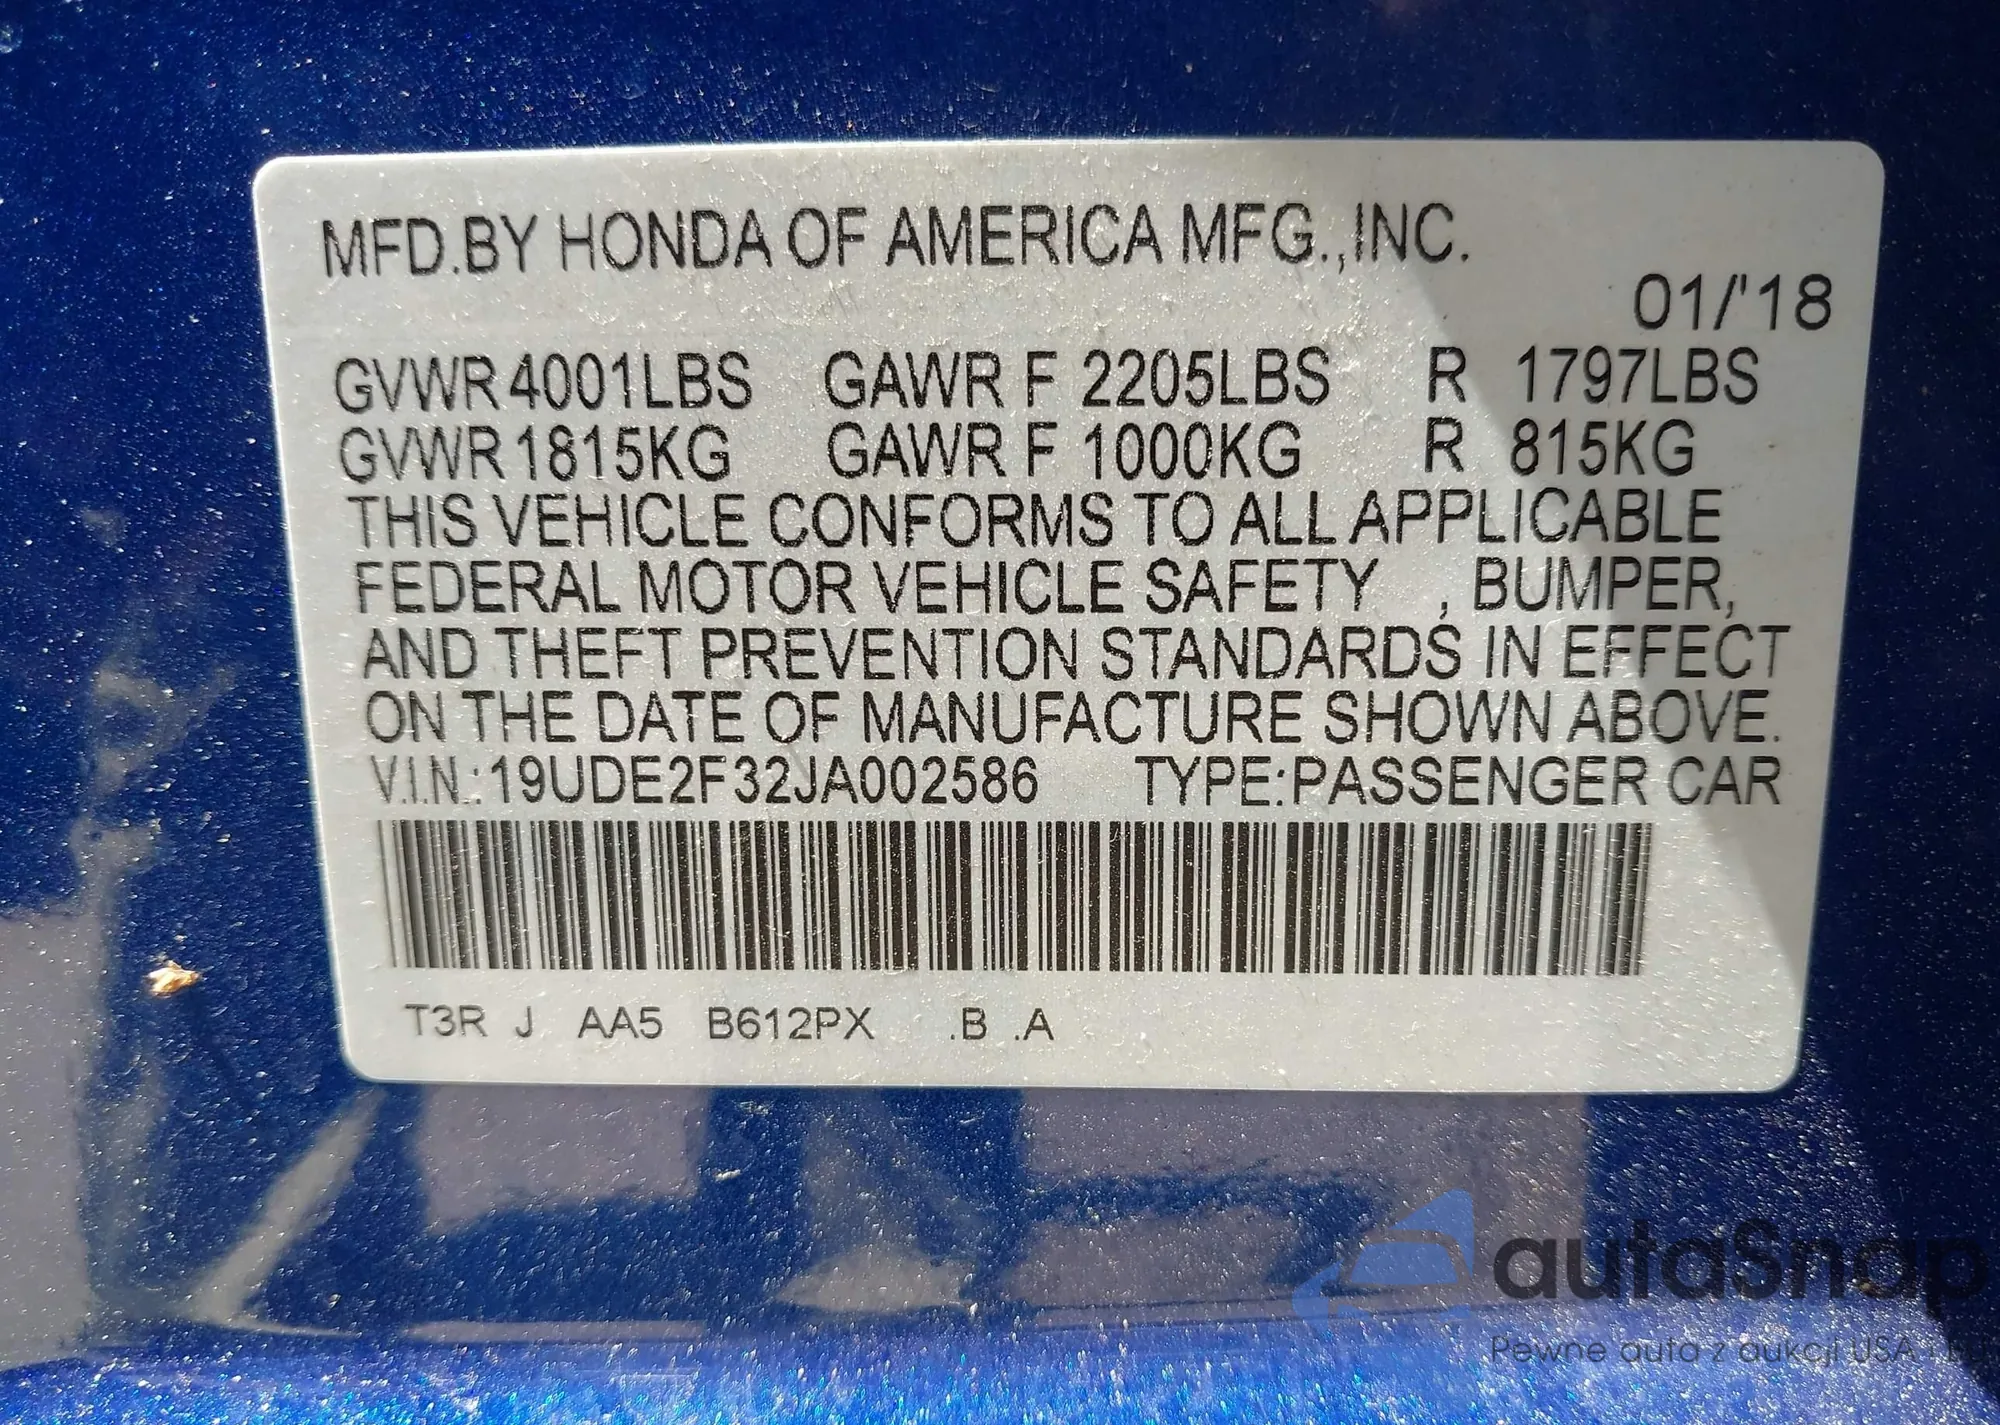 MFD.BY HONDA OF AMERICA MFG.,INC.
01/'18
GVWR 4001LBS GAWR F 2205LBS R 1797LBS
GVWR 1815KG GAWR F 1000KG R 815KG
THIS VEHICLE CONFORMS TO ALL APPLICABLE
FEDERAL MOTOR VEHICLE SAFETY , BUMPER,
AND THEFT PREVENTION STANDARDS IN EFFECT
ON THE DATE OF MANUFACTURE SHOWN ABOVE.
V.I.N.:19UDE2F32JA002586 TYPE:PASSENGER CAR
T3R J AA5 B612PX .B .A
autaSnap
Pewne auta z aukcji USA i